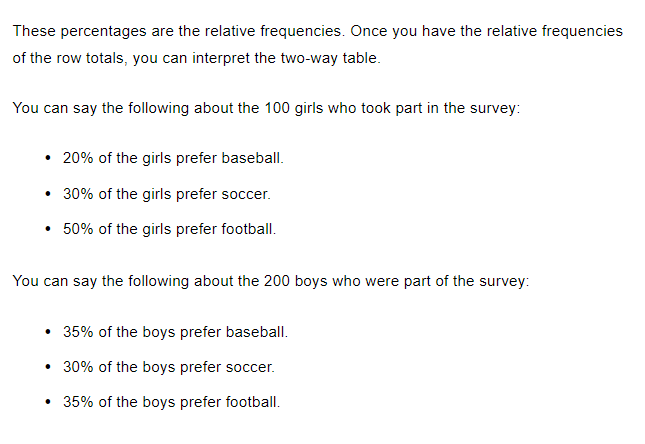 These percentages are the relative frequencies. Once you have the relative frequencies
of the row totals, you can interpret the two-way table.
You can say the following about the 100 girls who took part in the survey:
• 20% of the girls prefer baseball.
• 30% of the girls prefer soccer.
• 50% of the girls prefer football.
You can say the following about the 200 boys who were part of the survey:
• 35% of the boys prefer baseball.
• 30% of the boys prefer soccer.
• 35% of the boys prefer football.